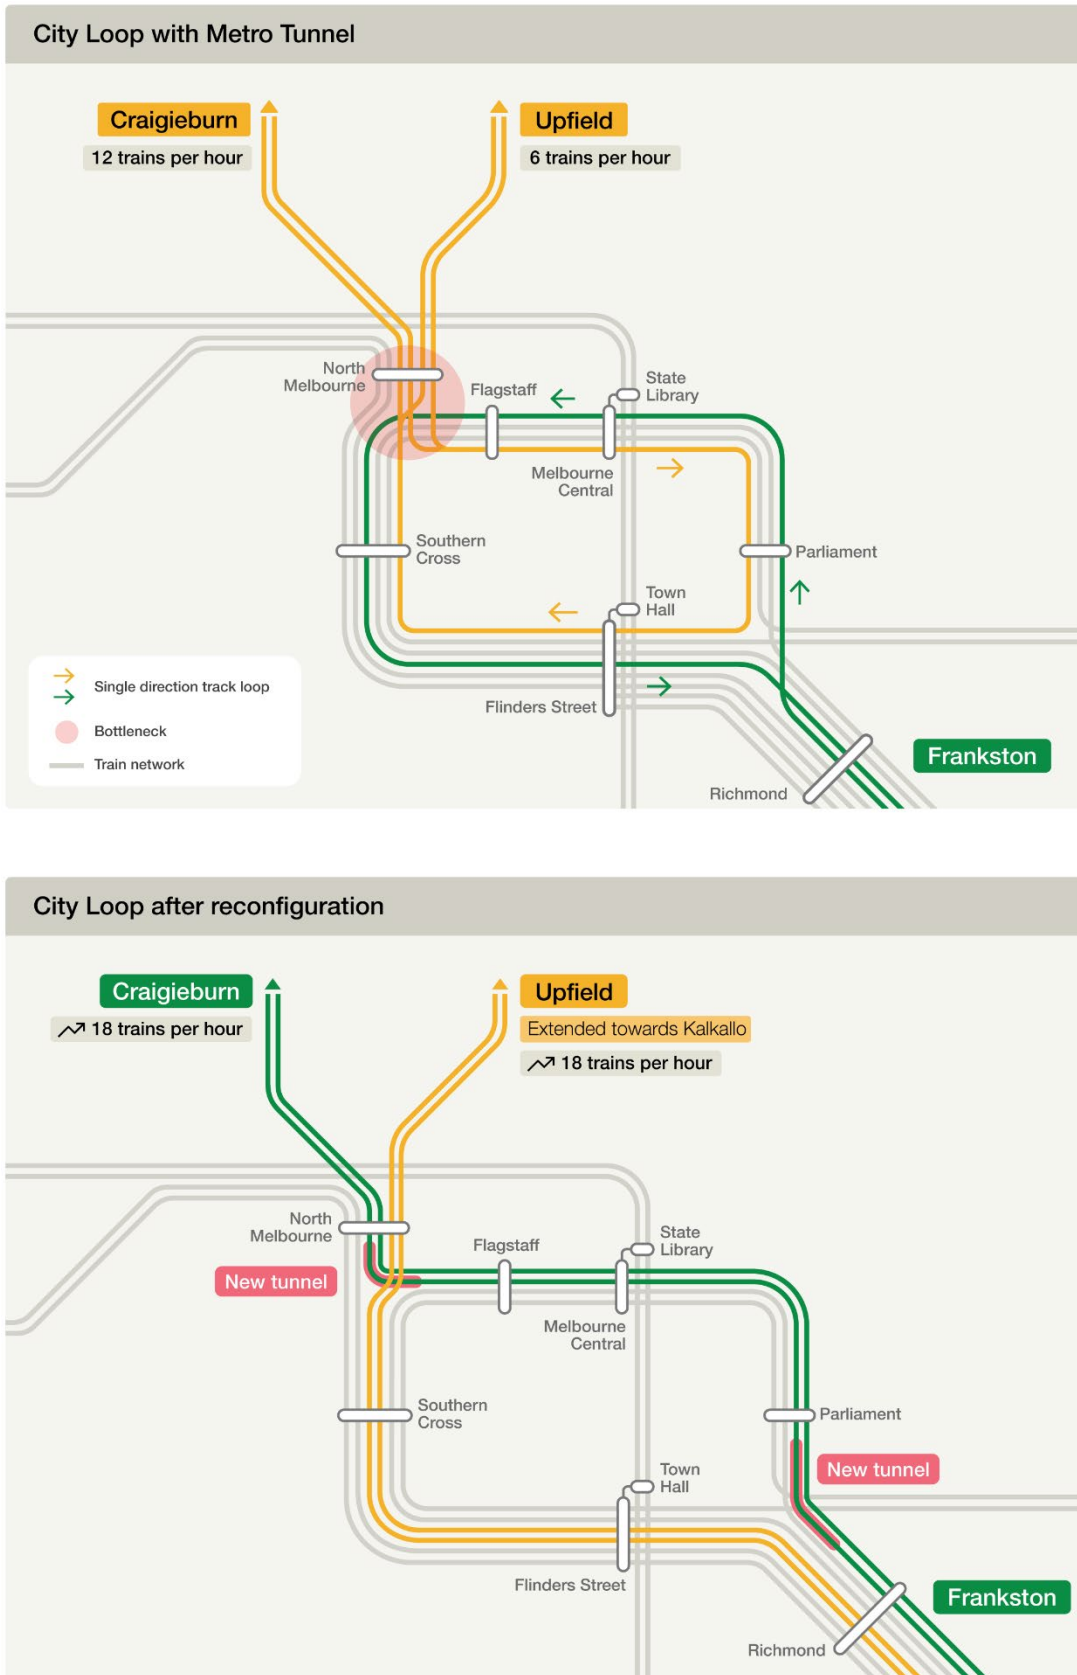 City Loop with Metro Tunnel
Craigieburn
12 trains per hour
Upfield
6 trains per hour
North
Melbourne
Flagstaff
State
Library
Melbourne
Central
Southern
Cross
Parliament
Town
Hall
Flinders Street
Single direction track loop
Bottleneck
Train network
Frankston
Richmond
City Loop after reconfiguration
Craigieburn
18 trains per hour
Upfield
Extended towards Kalkallo
18 trains per hour
North
Melbourne
Flagstaff
State
Library
New tunnel
Melbourne
Central
Southern
Cross
Parliament
New tunnel
Town
Hall
Flinders Street
Frankston
Richmond